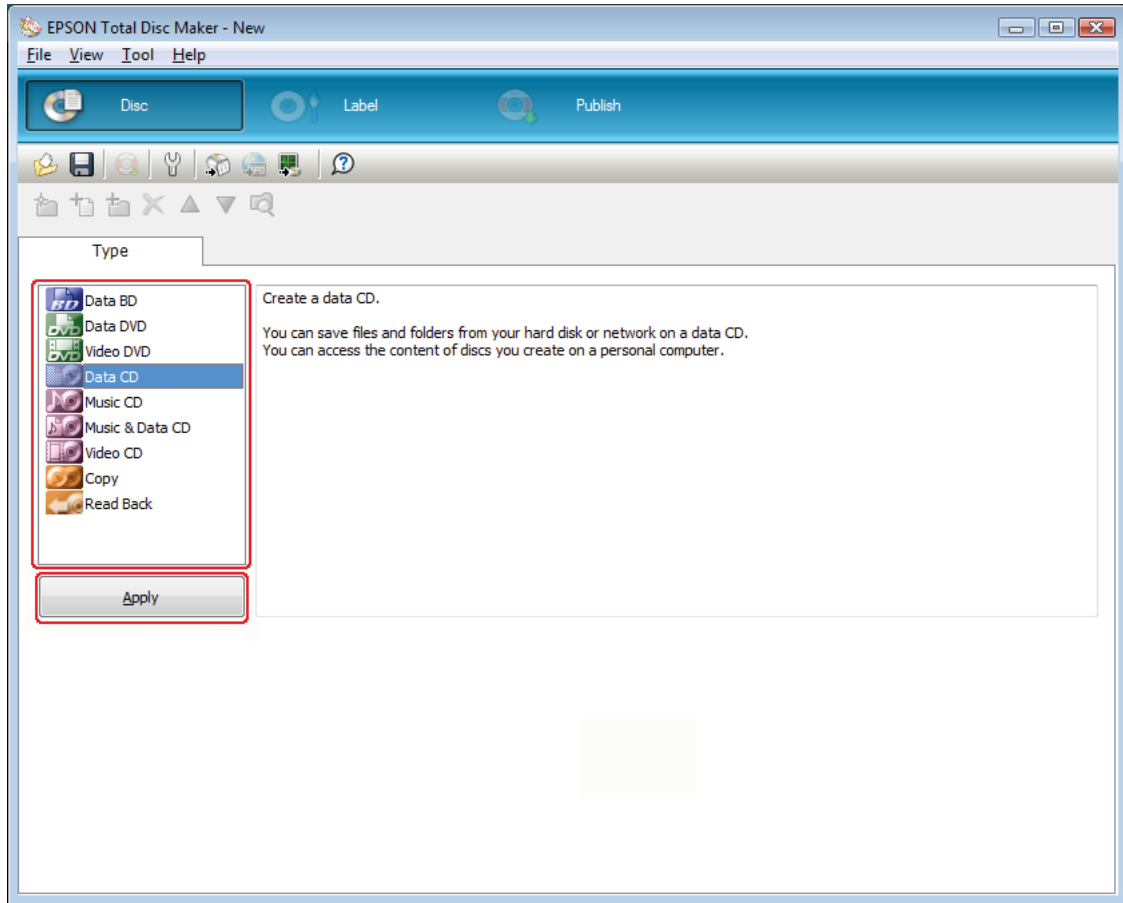 EPSON Total Disc Maker - New
File View Tool Help
Disc Label Publish
Type
BD Data BD
DVD Data DVD
DVD Video DVD
Data CD
Music CD
Music & Data CD
Video CD
Copy
Read Back
Apply
Create a data CD.
You can save files and folders from your hard disk or network on a data CD.
You can access the content of discs you create on a personal computer.